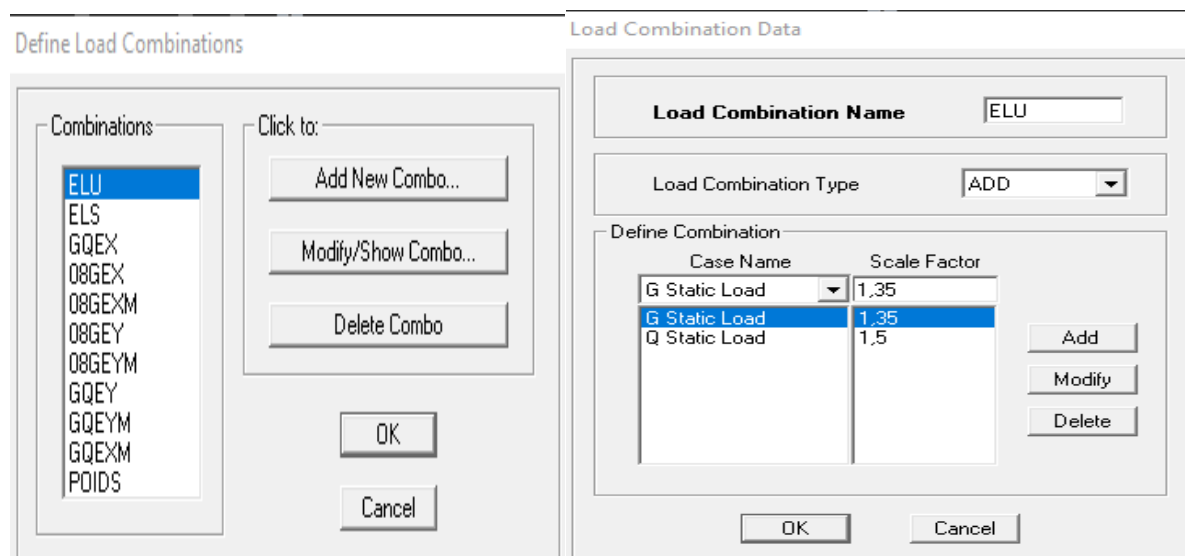 Define Load Combinations
Combinations
ELU
ELS
GQEX
08GEX
08GEXM
08GEY
08GEYM
GQEY
GQEYM
GQEXM
POIDS
Click to:
Add New Combo...
Modify/Show Combo...
Delete Combo
OK
Cancel
Load Combination Data
Load Combination Name ELU
Load Combination Type ADD
Define Combination
Case Name Scale Factor
G Static Load 1,35
G Static Load 1,35
Q Static Load 1,5
Add
Modify
Delete
OK Cancel